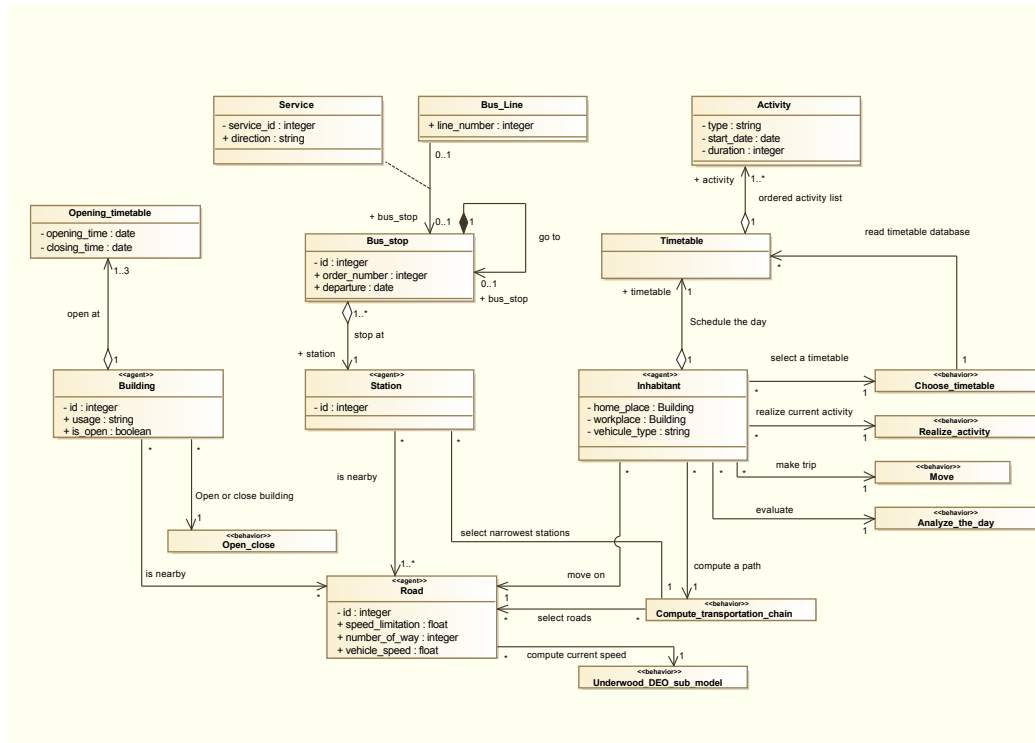 Service
- service_id : integer
+ direction : string
Bus_Line
+ line_number : integer
0..1
Activity
- type : string
- start_date : date
- duration : integer
+ activity
1..*
ordered activity list
Opening_timetable
- opening_time : date
- closing_time : date
1..3
open at
1
+ bus_stop
0..1
1
go to
0..1
+ bus_stop
Bus_stop
- id : integer
+ order_number : integer
+ departure : date
1..*
stop at
+ station
1
Timetable
read timetable database
*
+ timetable
1
Schedule the day
1
1
<<agent>>
Building
- id : integer
+ usage : string
+ is_open : boolean
<<agent>>
Station
- id : integer
<<agent>>
Inhabitant
- home_place : Building
- workplace : Building
- vehicule_type : string
select a timetable
*
1
<<behavior>>
Choose_timetable
realize current activity
*
1
<<behavior>>
Realize_activity
make trip
*
1
<<behavior>>
Move
evaluate
*
1
<<behavior>>
Analyze_the_day
*
*
Open or close building
1
<<behavior>>
Open_close
is nearby
*
*
is nearby
1..*
*
select narrowest stations
1
*
move on
1
*
compute a path
1
<<behavior>>
Compute_transportation_chain
*
select roads
*
<<agent>>
Road
- id : integer
+ speed_limitation : float
+ number_of_way : integer
+ vehicle_speed : float
*
compute current speed
1
<<behavior>>
Underwood_DEO_sub_model